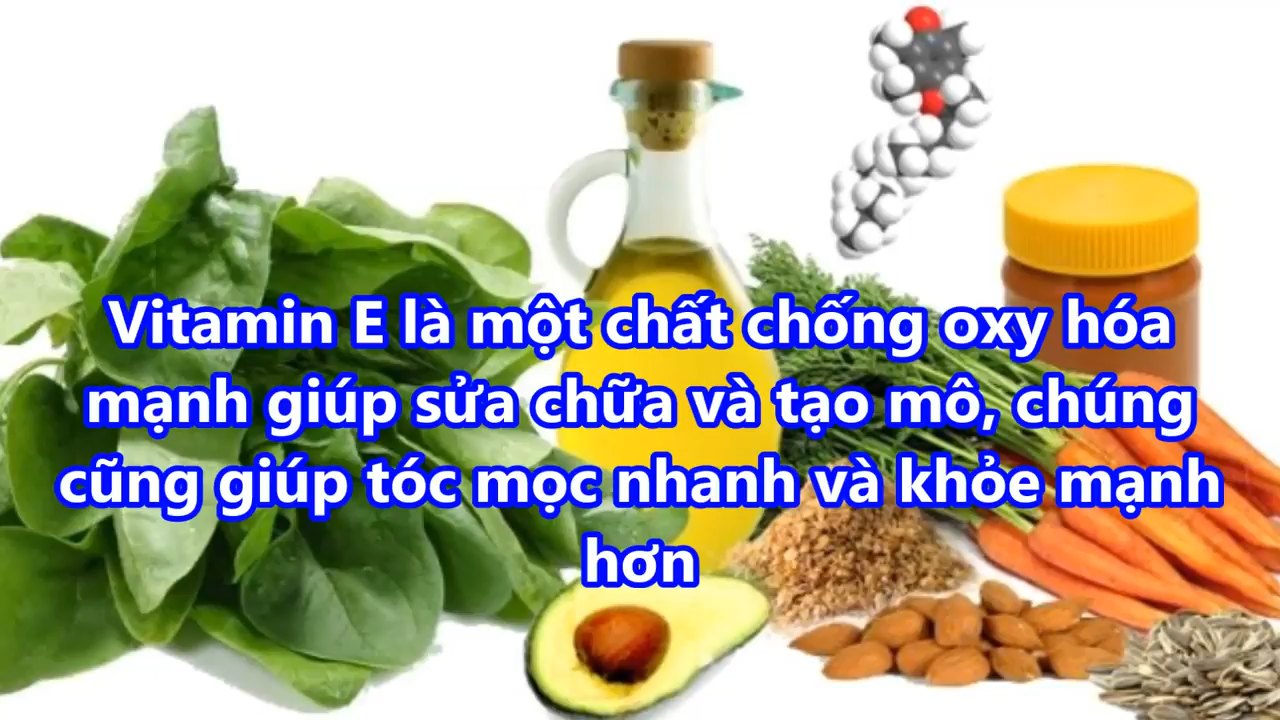 Vitamin E là một chất chống oxy hóa
mạnh giúp sửa chữa và tạo mô, chúng
cũng giúp tóc mọc nhanh và khỏe mạnh
hơn